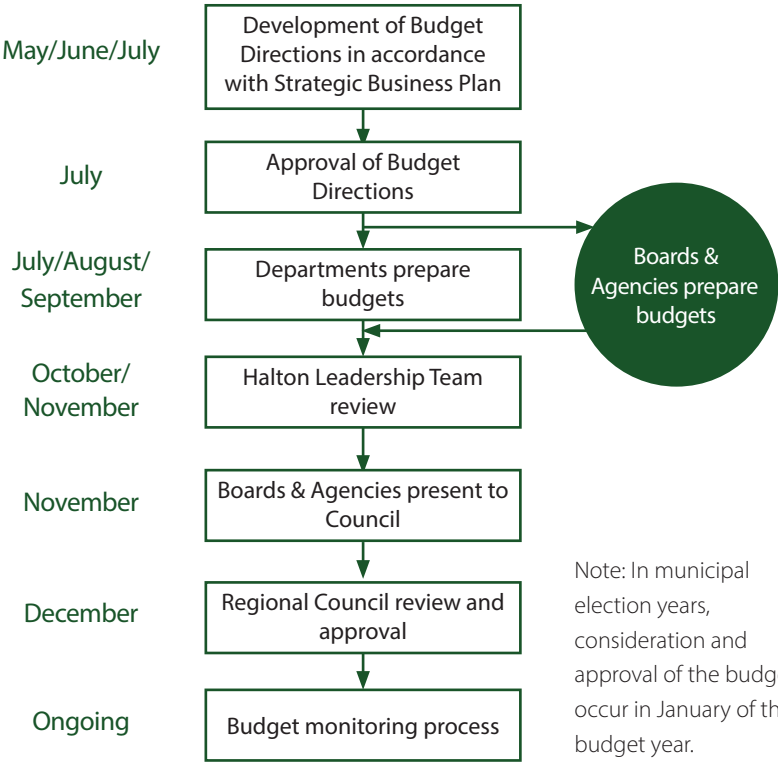 May/June/July
Development of Budget
Directions in accordance
with Strategic Business Plan
July
Approval of Budget
Directions
July/August/
September
Departments prepare
budgets
Boards &
Agencies prepare
budgets
October/
November
Halton Leadership Team
review
November
Boards & Agencies present to
Council
December
Regional Council review and
approval
Ongoing
Budget monitoring process
Note: In municipal
election years,
consideration and
approval of the
occur in January of
budget year.